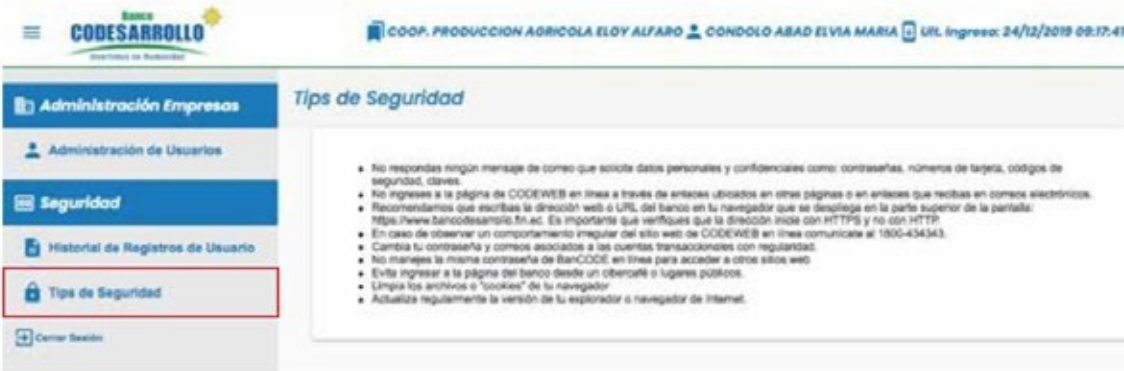 Banco
CODESARROLLO
COOP. PRODUCCION AGRICOLA ELOY ALFARO CONDOLO ABAD ELVIA MARIA Ult. Ingreso: 24/12/2019 09:17:41
Administración Empresas
Tips de Seguridad
Administración de Usuarios
Seguridad
Historial de Registros de Usuario
Tips de Seguridad
Cerrar Sesión
No respondas ningún mensaje de correo que solicite datos personales y confidenciales como: contraseñas, números de tarjeta, códigos de
seguridad, claves.
No ingreses a la página de CODEWEB en línea a través de enlaces ubicados en otras páginas o en enlaces que recibas en correos electrónicos.
Recomendamos que escribas la dirección web o URL del banco en tu navegador que se despliega en la parte superior de la pantalla:
https://www.bancodesarrollo.fin.ec. Es importante que verifiques que la dirección inicie con HTTPS y no con HTTP.
En caso de observar un comportamiento irregular del sitio web de CODEWEB en línea comunícate al 1800-434343.
Cambia tu contraseña y correos asociados a las cuentas transaccionales con regularidad.
No manejes la misma contraseña de BanCODE en línea para acceder a otros sitios web
Evita ingresar a la página del banco desde un cibercafé o lugares públicos.
Limpia los archivos o "cookies" de tu navegador
Actualiza regularmente la versión de tu explorador o navegador de Internet.